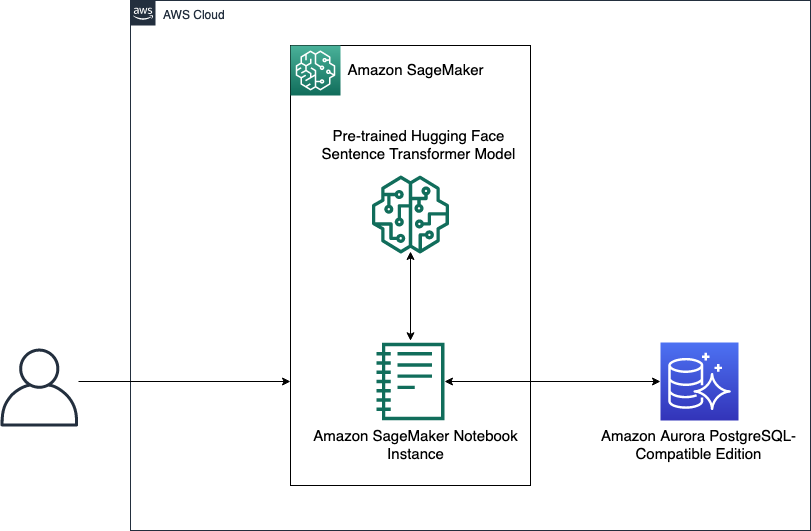 aws
AWS Cloud
Amazon SageMaker
Pre-trained Hugging Face
Sentence Transformer Model
Amazon SageMaker Notebook
Instance
Amazon Aurora PostgreSQL-
Compatible Edition